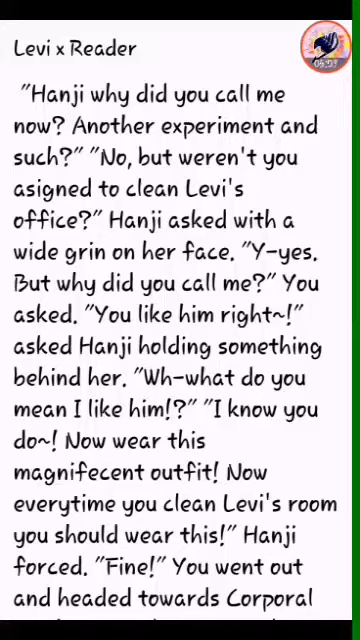 Levi x Reader
"Hanji why did you call me
now? Another experiment and
such?" "No, but weren't you
asigned to clean Levi's
office?" Hanji asked with a
wide grin on her face. "Y-yes.
But why did you call me?" You
asked. "You like him right~!"
asked Hanji holding something
behind her. "Wh-what do you
mean I like him!?" "I know you
do~! Now wear this
magnifecent outfit! Now
everytime you clean Levi's room
you should wear this!" Hanji
forced. "Fine!" You went out
and headed towards Corporal